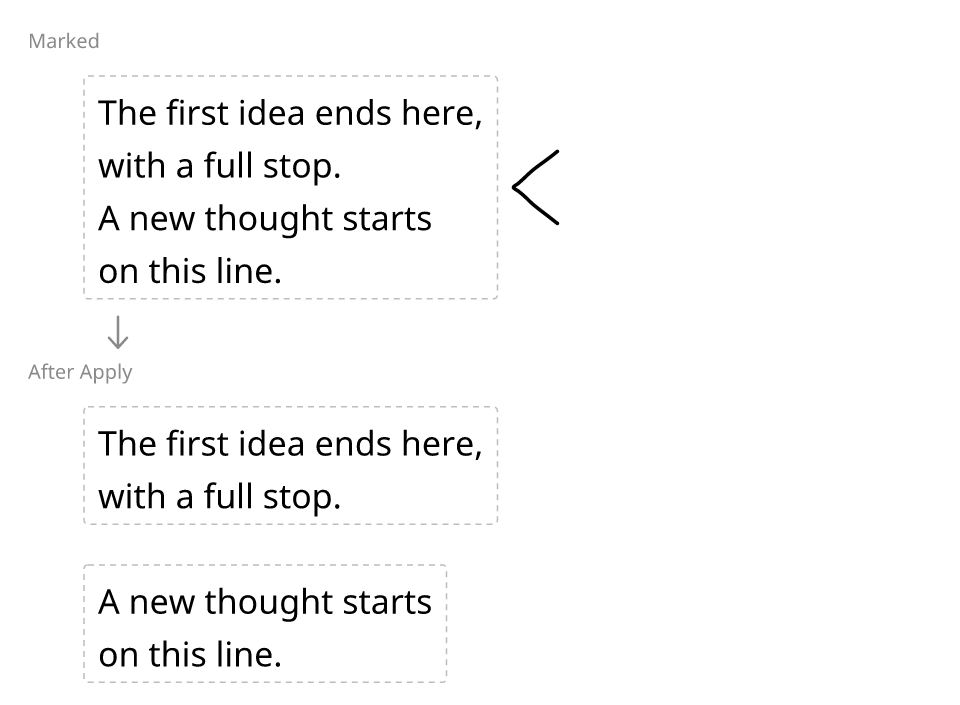 Marked
The first idea ends here,
with a full stop.
A new thought starts
on this line.
After Apply
The first idea ends here,
with a full stop.
A new thought starts
on this line.